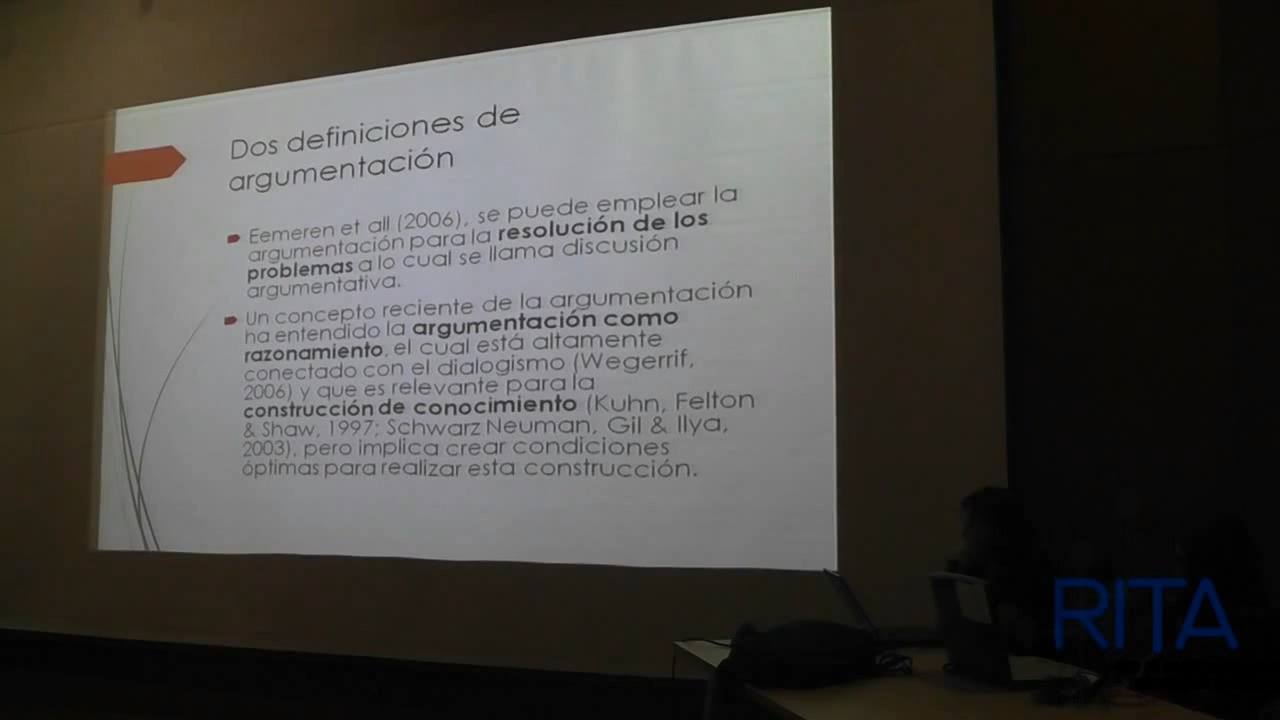 Dos definiciones de
argumentación
Eemeren et all (2006), se puede emplear la
argumentación para la resolución de los
problemas a lo cual se llama discusión
argumentativa.
Un concepto reciente de la argumentación
ha entendido la argumentación como
razonamiento, el cual está altamente
conectado con el dialogismo (Wegerrif,
2006) y que es relevante para la
construcción de conocimiento (Kuhn, Felton
& Shaw, 1997; Schwarz Neuman, Gil & Ilya,
2003), pero implica crear condiciones
óptimas para realizar esta construcción.
RITA